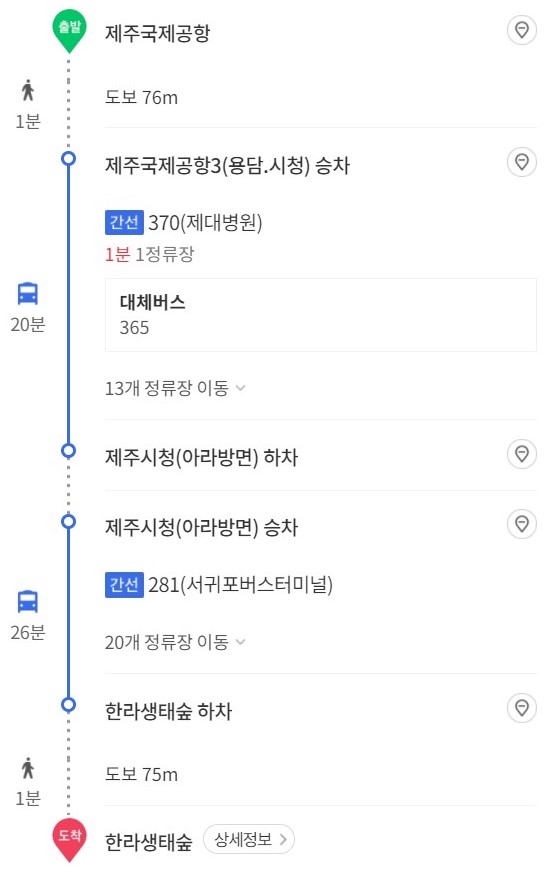 출발
제주국제공항
도보 76m
1분
제주국제공항3(용담.시청) 승차
간선 370(제대병원)
1분 1정류장
20분
대체버스
365
13개 정류장 이동
제주시청(아라방면) 하차
제주시청(아라방면) 승차
간선 281(서귀포버스터미널)
26분
20개 정류장 이동
한라생태숲 하차
도보 75m
1분
도착
한라생태숲 상세정보